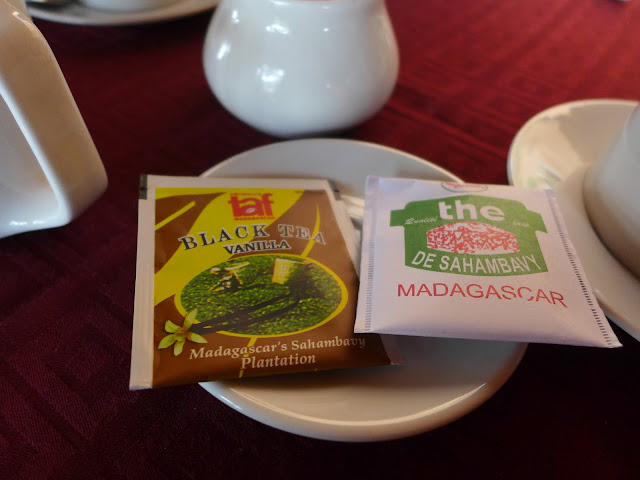 taf
BLACK TEA
VANILLA
Madagascar's Sahambavy
Plantation
the
DE SAHAMBAVY
MADAGASCAR